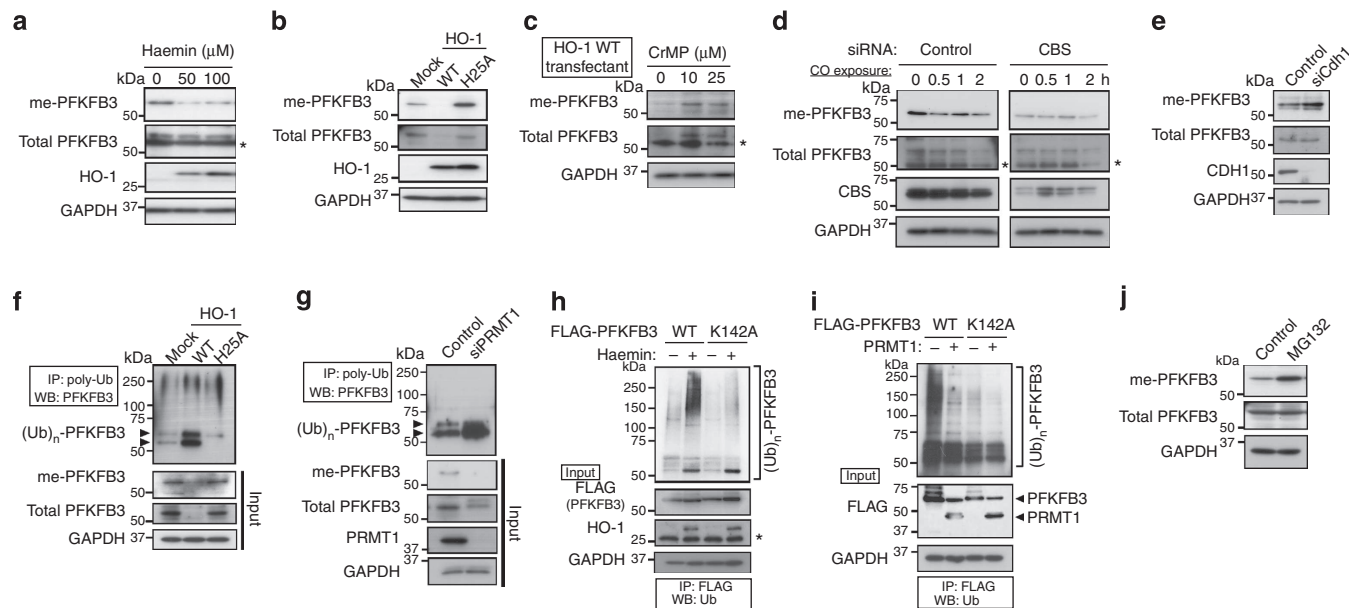 a
Haemin (μM)
kDa 0 50 100
me-PFKFB3
50
Total PFKFB3
50
*
HO-1
25
GAPDH 37
b
HO-1
Mock WT H25A
kDa
me-PFKFB3
50
Total PFKFB3
50
HO-1
25
GAPDH 37
c
HO-1 WT
transfectant
CrMP (μM)
kDa 0 10 25
me-PFKFB3
50
Total PFKFB3
50
*
GAPDH 37
d
siRNA: Control CBS
CO exposure: 0 0.5 1 2 0 0.5 1 2 h
kDa
75
me-PFKFB3
50
75
Total PFKFB3
50
* *
75
CBS
50
37 37
GAPDH
e
Control siCdh1
kDa
me-PFKFB3
50
Total PFKFB3
50
CDH1 50
GAPDH 37
f
HO-1
Mock WT H25A
kDa
IP: poly-Ub
WB: PFKFB3
250
150
100
75
(Ub)n-PFKFB3
50
me-PFKFB3
50
Total PFKFB3
50
GAPDH 37
Input
g
Control siPRMT1
kDa
IP: poly-Ub
WB: PFKFB3
250
150
100
75
(Ub)n-PFKFB3
50
me-PFKFB3
50
Total PFKFB3
50
PRMT1
37
37
GAPDH
Input
h
FLAG-PFKFB3 WT K142A
Haemin: – + – +
kDa
250
150
100
75
50
(Ub)n-PFKFB3
Input
FLAG
(PFKFB3)
50
HO-1
25
*
37
GAPDH
IP: FLAG
WB: Ub
i
FLAG-PFKFB3 WT K142A
PRMT1: – + – +
kDa
250
150
100
75
50
(Ub)n-PFKFB3
Input
75
FLAG
50
37
PFKFB3
PRMT1
37
GAPDH
IP: FLAG
WB: Ub
j
Control MG132
kDa
me-PFKFB3
50
Total PFKFB3
50
GAPDH 37